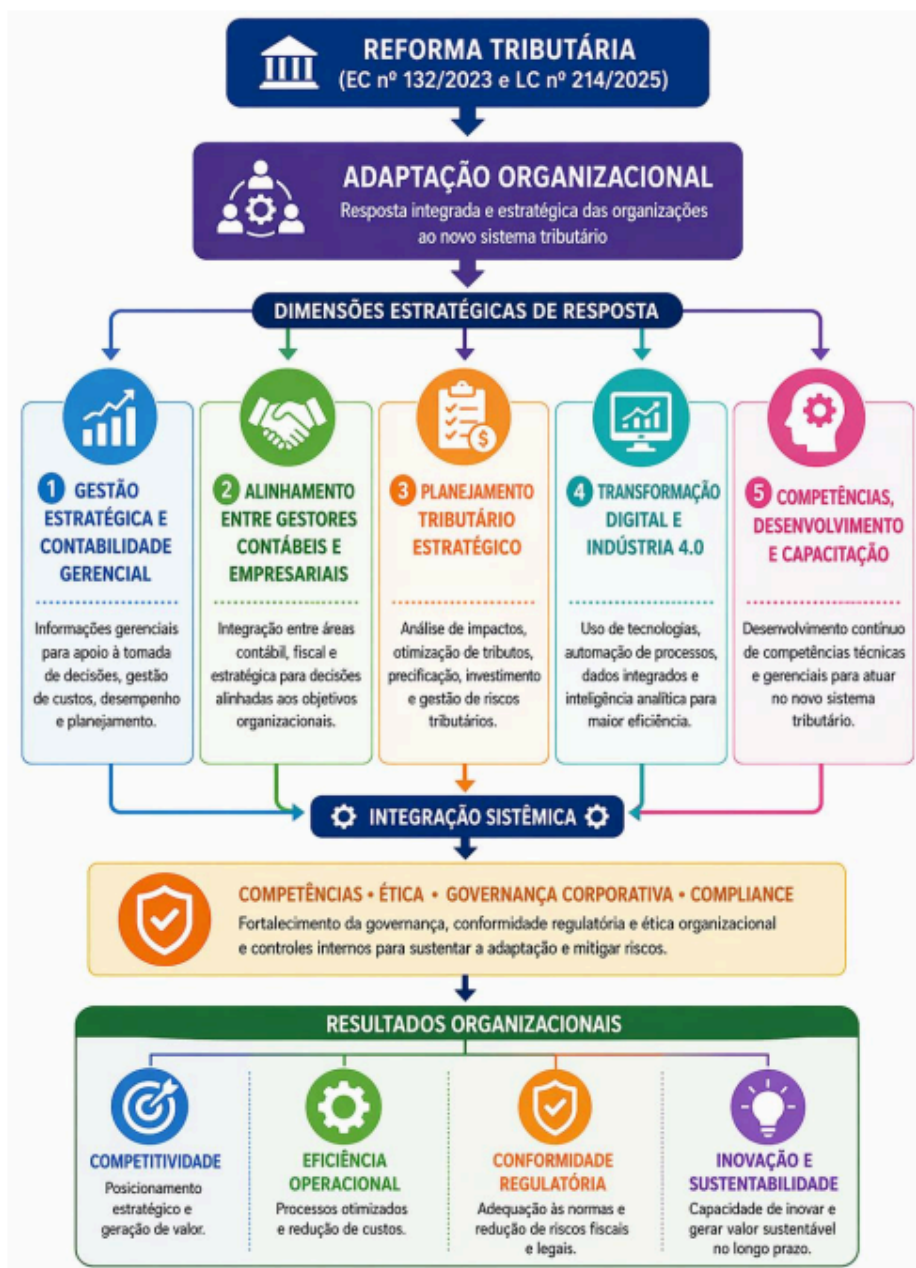 REFORMA TRIBUTÁRIA
(EC nº 132/2023 e LC nº 214/2025)
ADAPTAÇÃO ORGANIZACIONAL
Resposta integrada e estratégica das organizações
ao novo sistema tributário
DIMENSÕES ESTRATÉGICAS DE RESPOSTA
1 GESTÃO
ESTRATÉGICA E
CONTABILIDADE
GERENCIAL
Informações gerenciais
para apoio à tomada
de decisões, gestão
de custos, desempenho
e planejamento.
2 ALINHAMENTO
ENTRE GESTORES
CONTÁBEIS E
EMPRESARIAIS
Integração entre áreas
contábil, fiscal e
estratégica para decisões
alinhadas aos objetivos
organizacionais.
3 PLANEJAMENTO
TRIBUTÁRIO
ESTRATÉGICO
Análise de impactos,
otimização de tributos,
precificação, investimento
e gestão de riscos
tributários.
4 TRANSFORMAÇÃO
DIGITAL E
INDÚSTRIA 4.0
Uso de tecnologias,
automação de processos,
dados integrados e
inteligência analítica para
maior eficiência.
5 COMPETÊNCIAS,
DESENVOLVIMENTO
E CAPACITAÇÃO
Desenvolvimento contínuo
de competências técnicas
e gerenciais para atuar
no novo sistema
tributário.
INTEGRAÇÃO SISTÊMICA
COMPETÊNCIAS • ÉTICA • GOVERNANÇA CORPORATIVA • COMPLIANCE
Fortalecimento da governança, conformidade regulatória e ética organizacional
e controles internos para sustentar a adaptação e mitigar riscos.
RESULTADOS ORGANIZACIONAIS
COMPETITIVIDADE
Posicionamento
estratégico e
geração de valor.
EFICIÊNCIA
OPERACIONAL
Processos otimizados
e redução de custos.
CONFORMIDADE
REGULATÓRIA
Adequação às normas e
redução de riscos fiscais
e legais.
INOVAÇÃO E
SUSTENTABILIDADE
Capacidade de inovar e
gerar valor sustentável
no longo prazo.